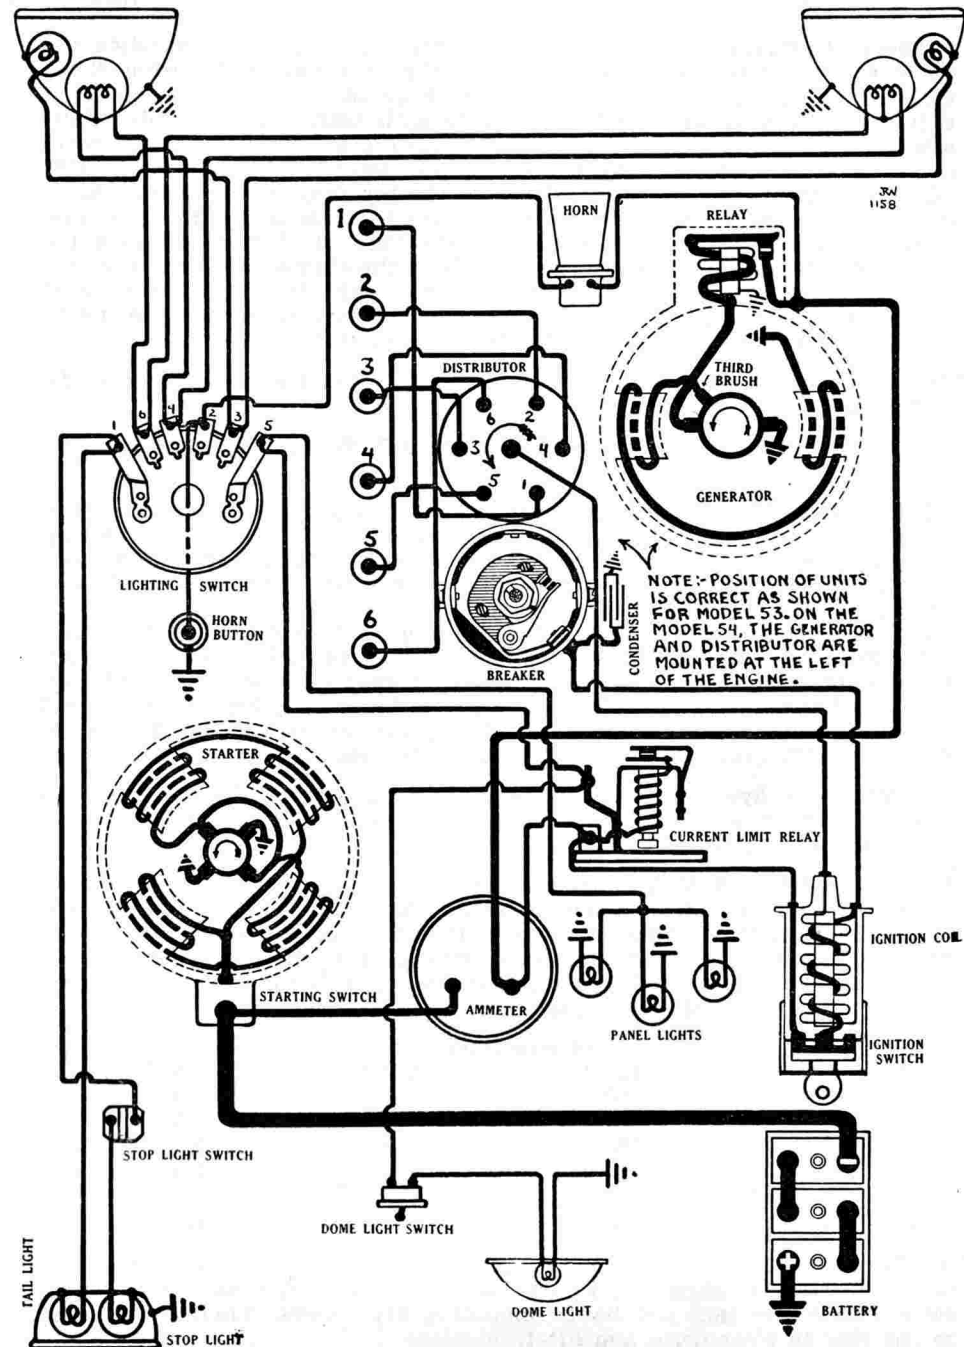 JRW
1158
HORN
RELAY
1
2
3
4
5
6
DISTRIBUTOR
6
2
3
4
5
1
THIRD
BRUSH
GENERATOR
1
6
4
2
3
5
LIGHTING SWITCH
HORN
BUTTON
BREAKER
CONDENSER
NOTE:- POSITION OF UNITS
IS CORRECT AS SHOWN
FOR MODEL 53. ON THE
MODEL 54, THE GENERATOR
AND DISTRIBUTOR ARE
MOUNTED AT THE LEFT
OF THE ENGINE.
STARTER
CURRENT LIMIT RELAY
IGNITION COIL
STARTING SWITCH
AMMETER
PANEL LIGHTS
IGNITION
SWITCH
STOP LIGHT SWITCH
DOME LIGHT SWITCH
TAIL LIGHT
DOME LIGHT
BATTERY
STOP LIGHT